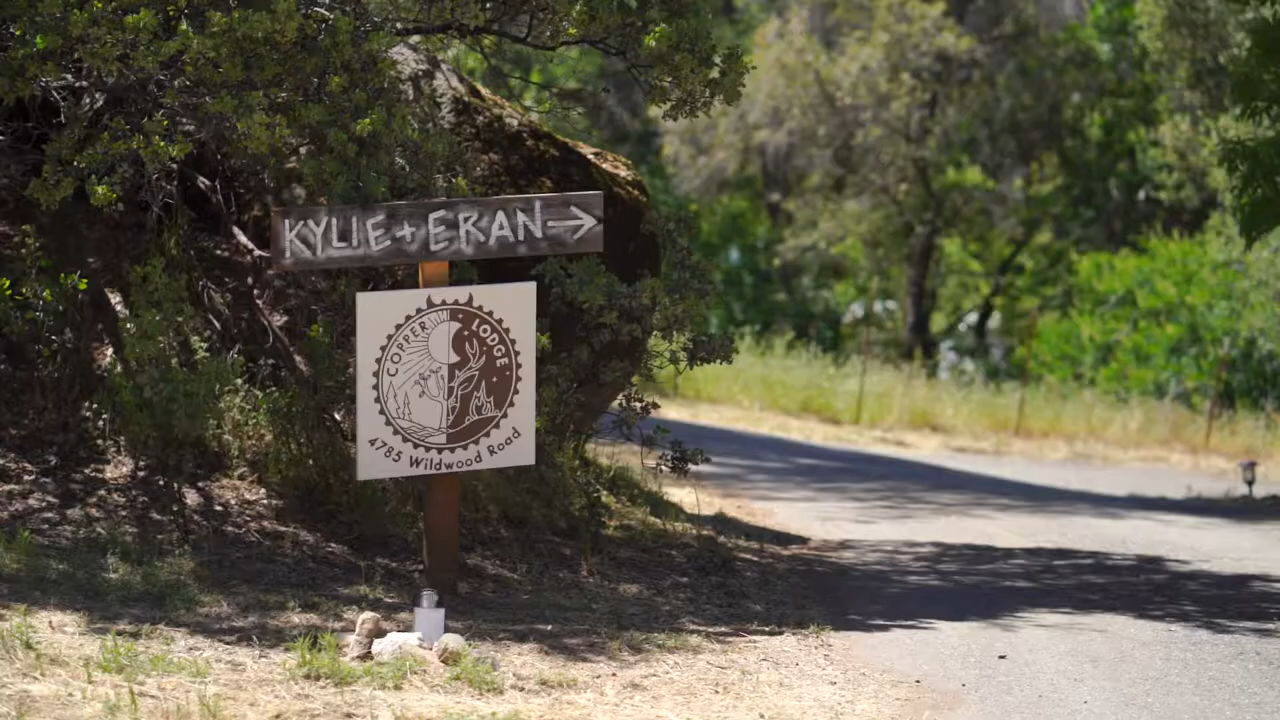 KYLIE + ERAN →
COPPER LODGE
4785 Wildwood Road